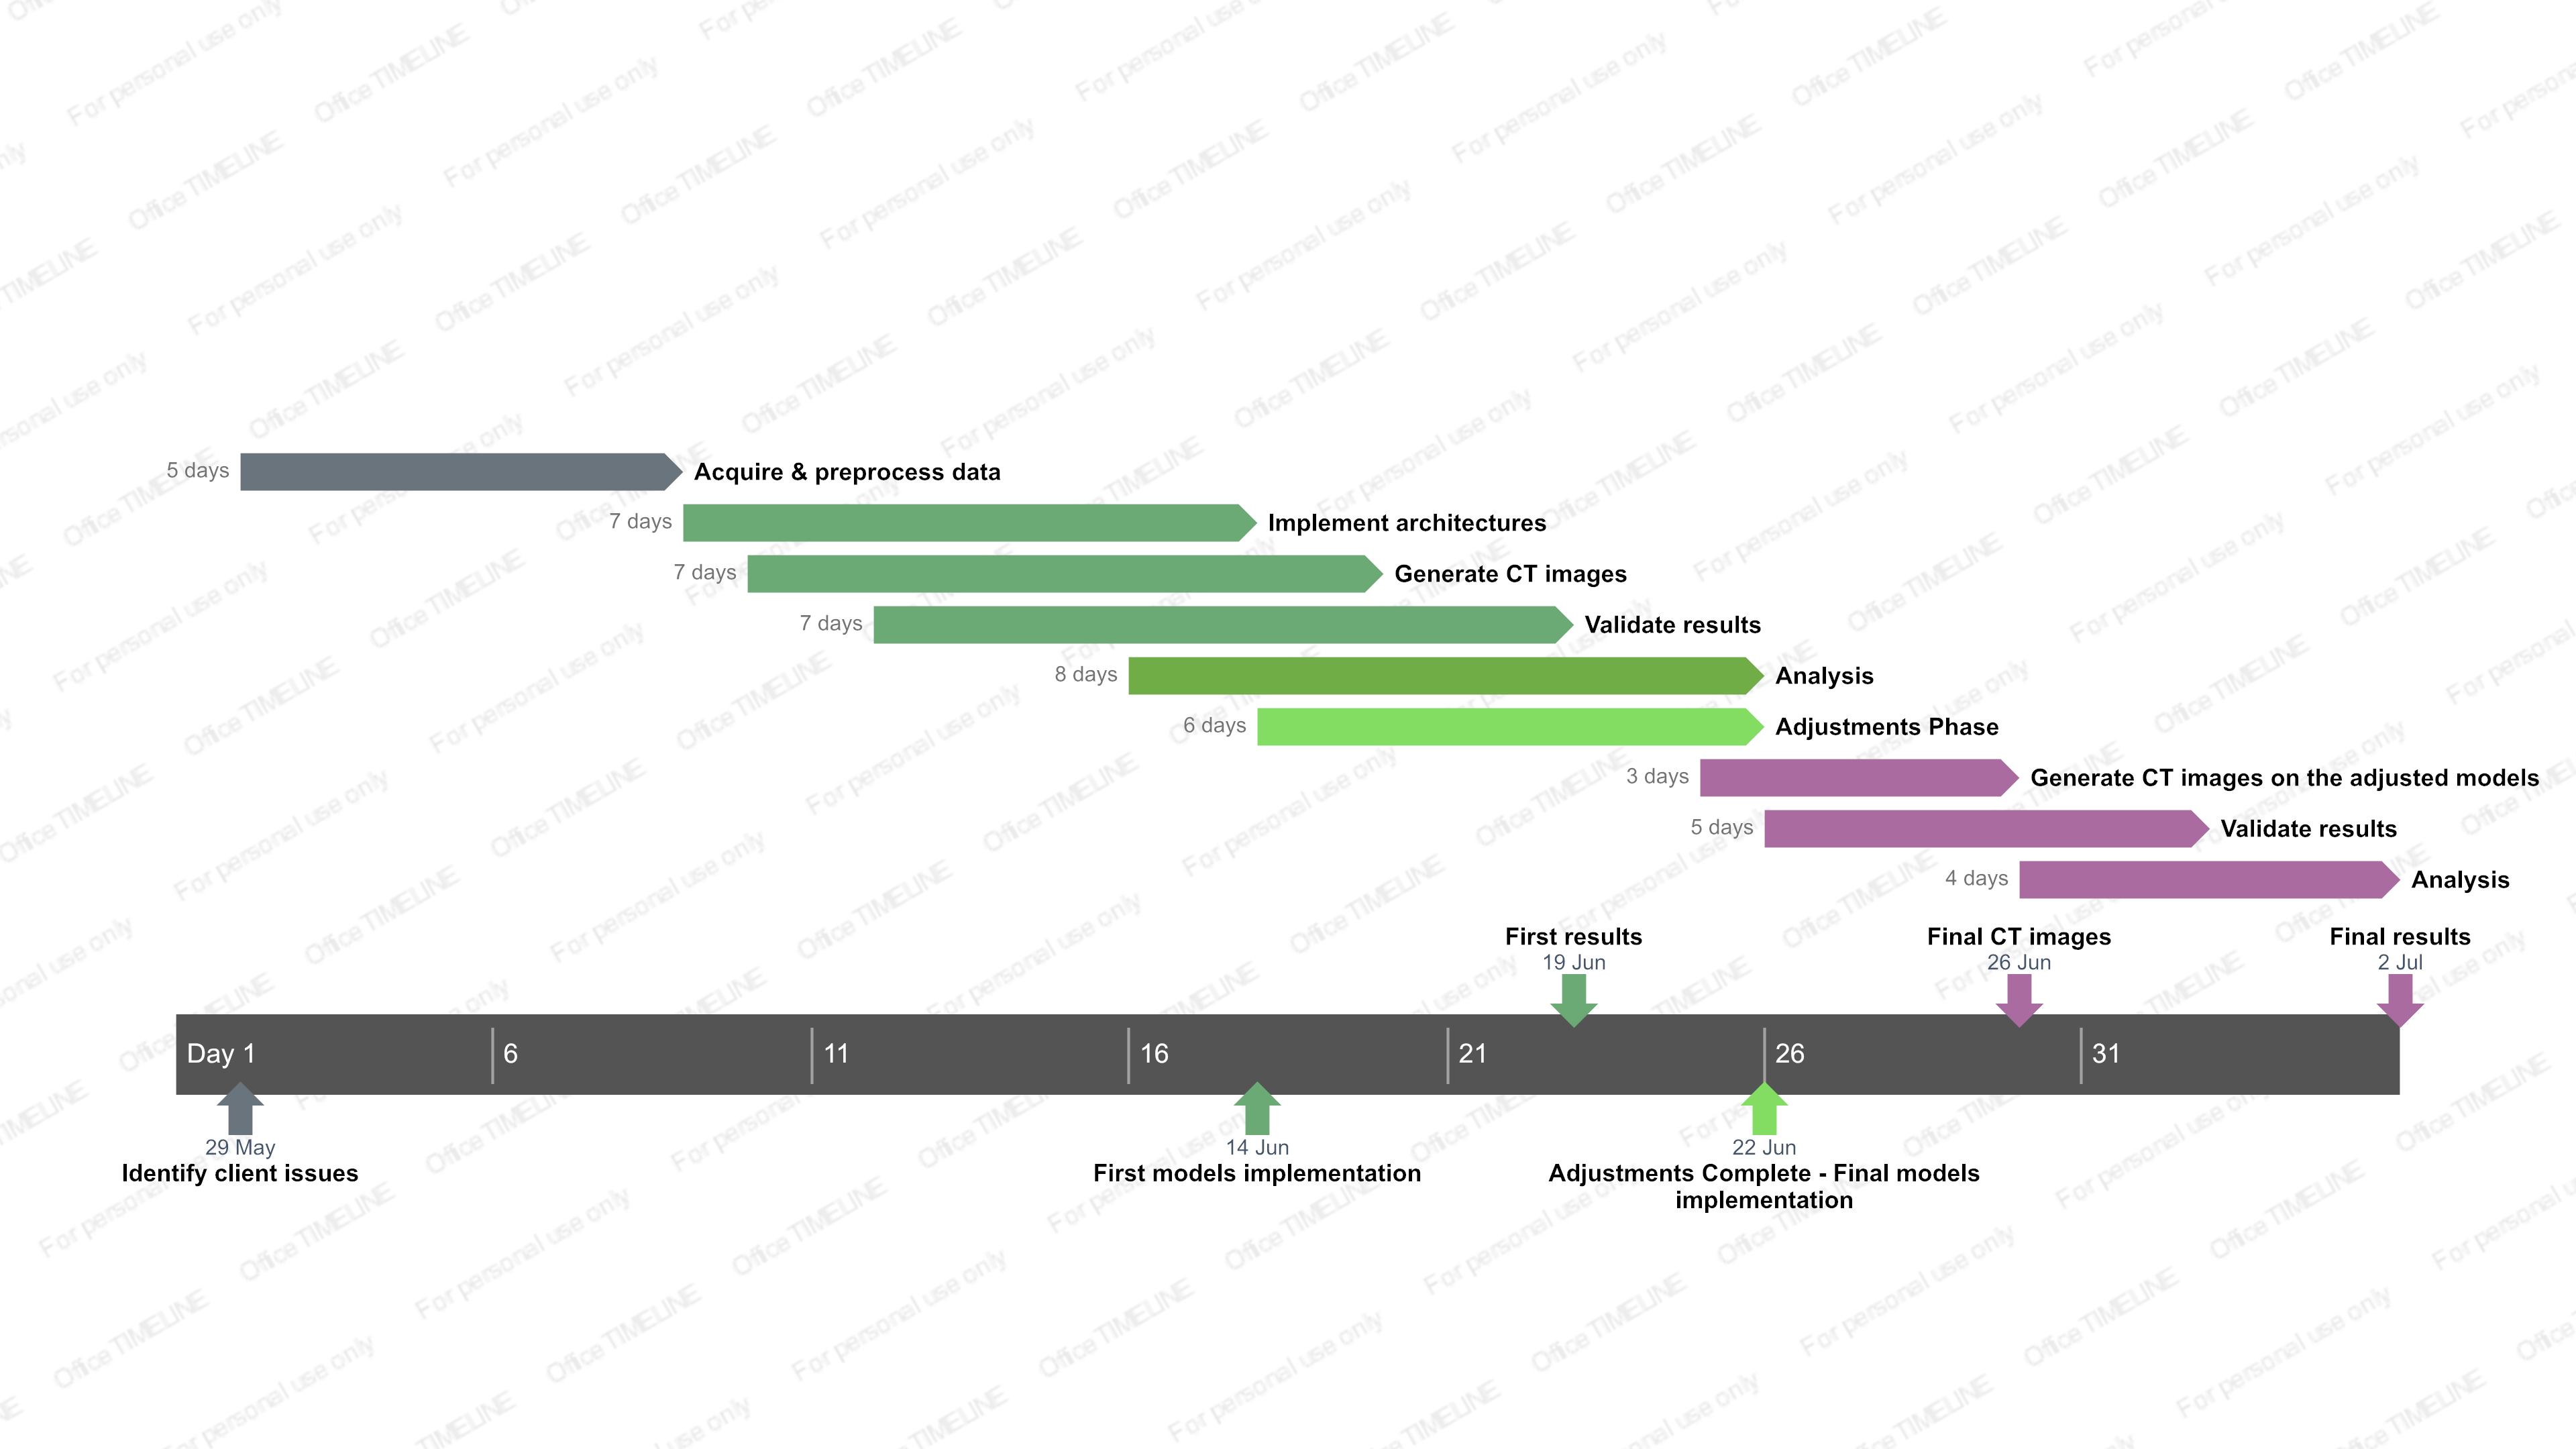 5 days
Acquire & preprocess data
7 days
Implement architectures
7 days
Generate CT images
7 days
Validate results
8 days
Analysis
6 days
Adjustments Phase
3 days
Generate CT images on the adjusted models
5 days
Validate results
4 days
Analysis
First results
19 Jun
Final CT images
26 Jun
Final results
2 Jul
Day 1 6 11 16 21 26 31
29 May
Identify client issues
14 Jun
First models implementation
22 Jun
Adjustments Complete - Final models
implementation
Office TIMELINE
For personal use only